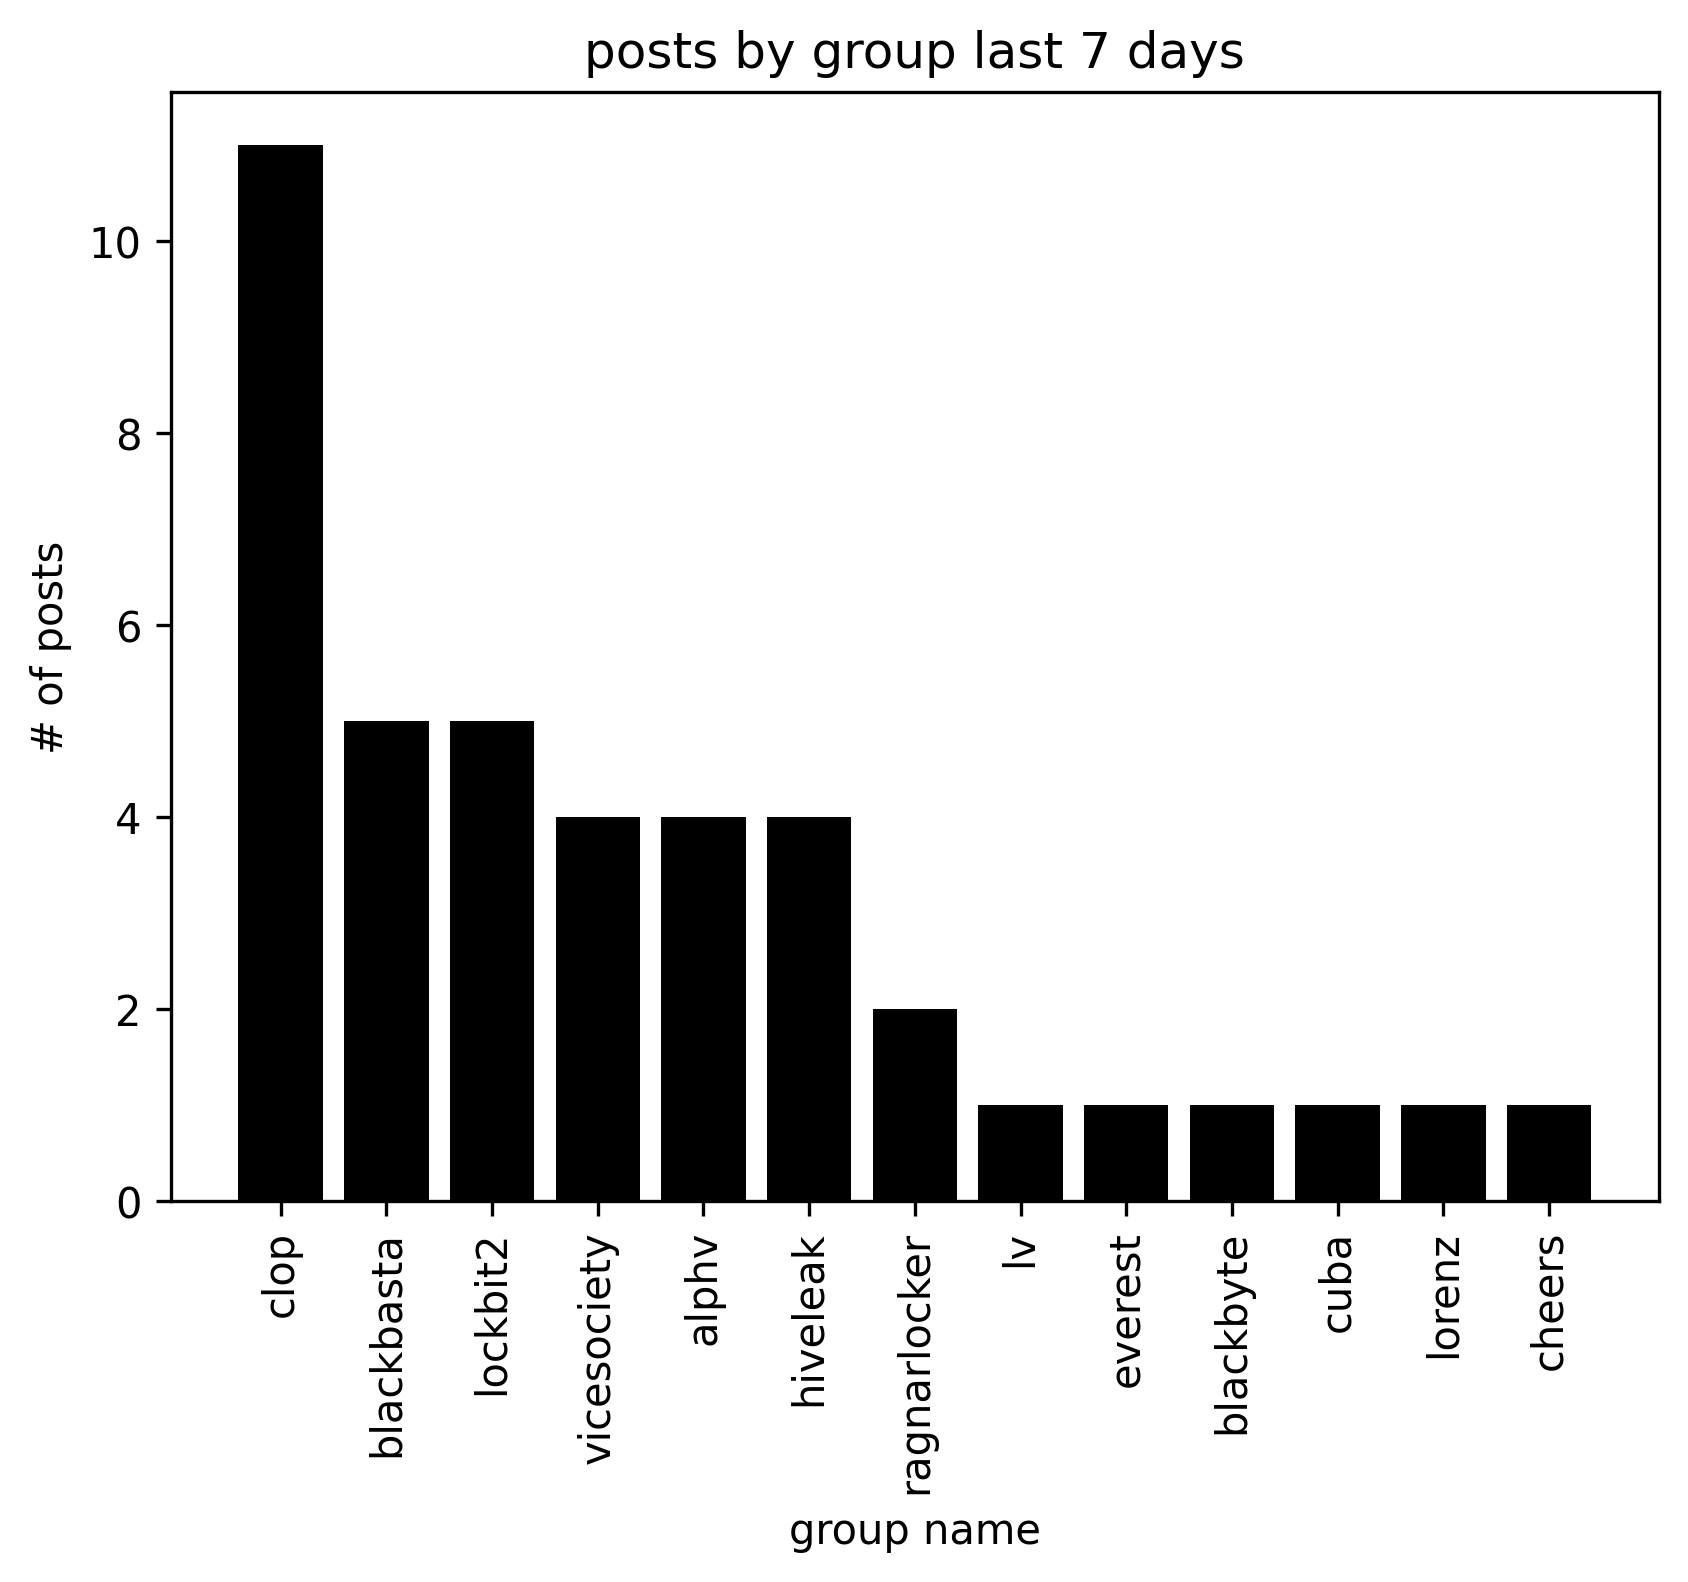 posts by group last 7 days
# of posts
10
8
6
4
2
0
clop
blackbasta
lockbit2
vicesociety
alphv
hiveleak
ragnarlocker
lv
everest
blackbyte
cuba
lorenz
cheers
group name